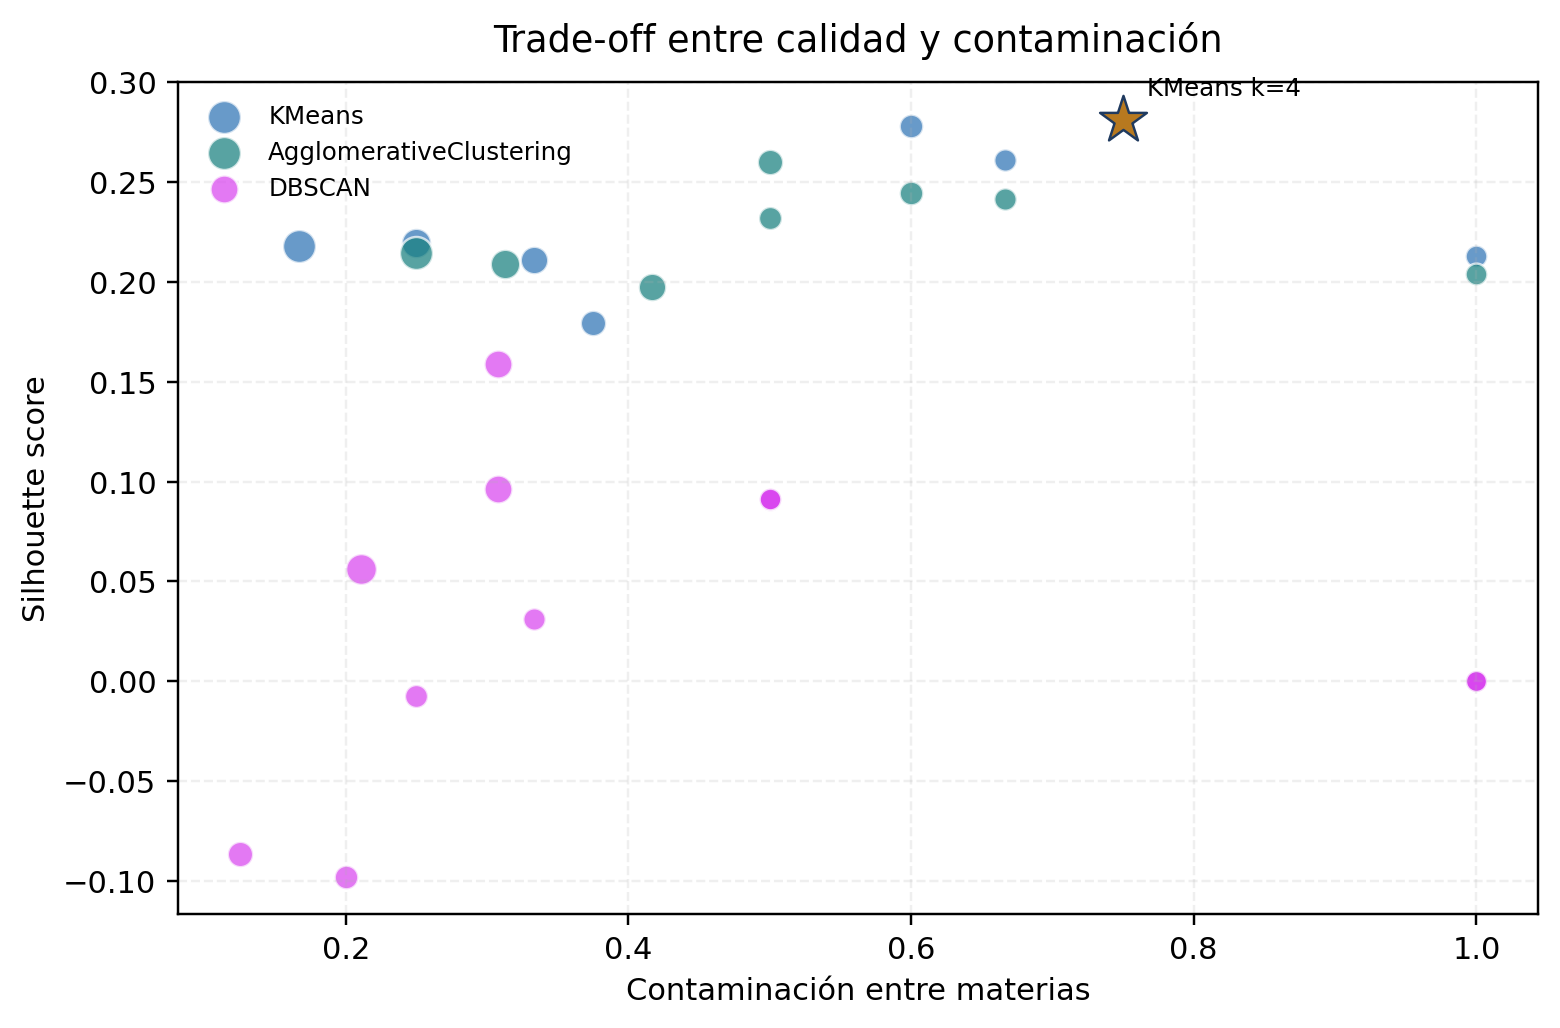 Trade-off entre calidad y contaminación
KMeans k=4
KMeans
AgglomerativeClustering
DBSCAN
Silhouette score
0.30
0.25
0.20
0.15
0.10
0.05
0.00
−0.05
−0.10
0.2
0.4
0.6
0.8
1.0
Contaminación entre materias